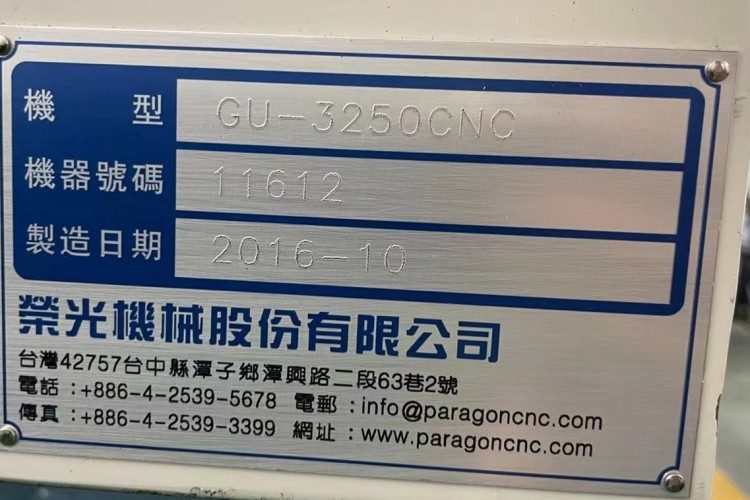 機 型 GU-3250CNC
機器號碼 11612
製造日期 2016-10
榮光機械股份有限公司
台灣42757台中縣潭子鄉潭興路二段63巷2號
電話:+886-4-2539-5678 電郵:info@paragoncnc.com
傳真:+886-4-2539-3399 網址:www.paragoncnc.com